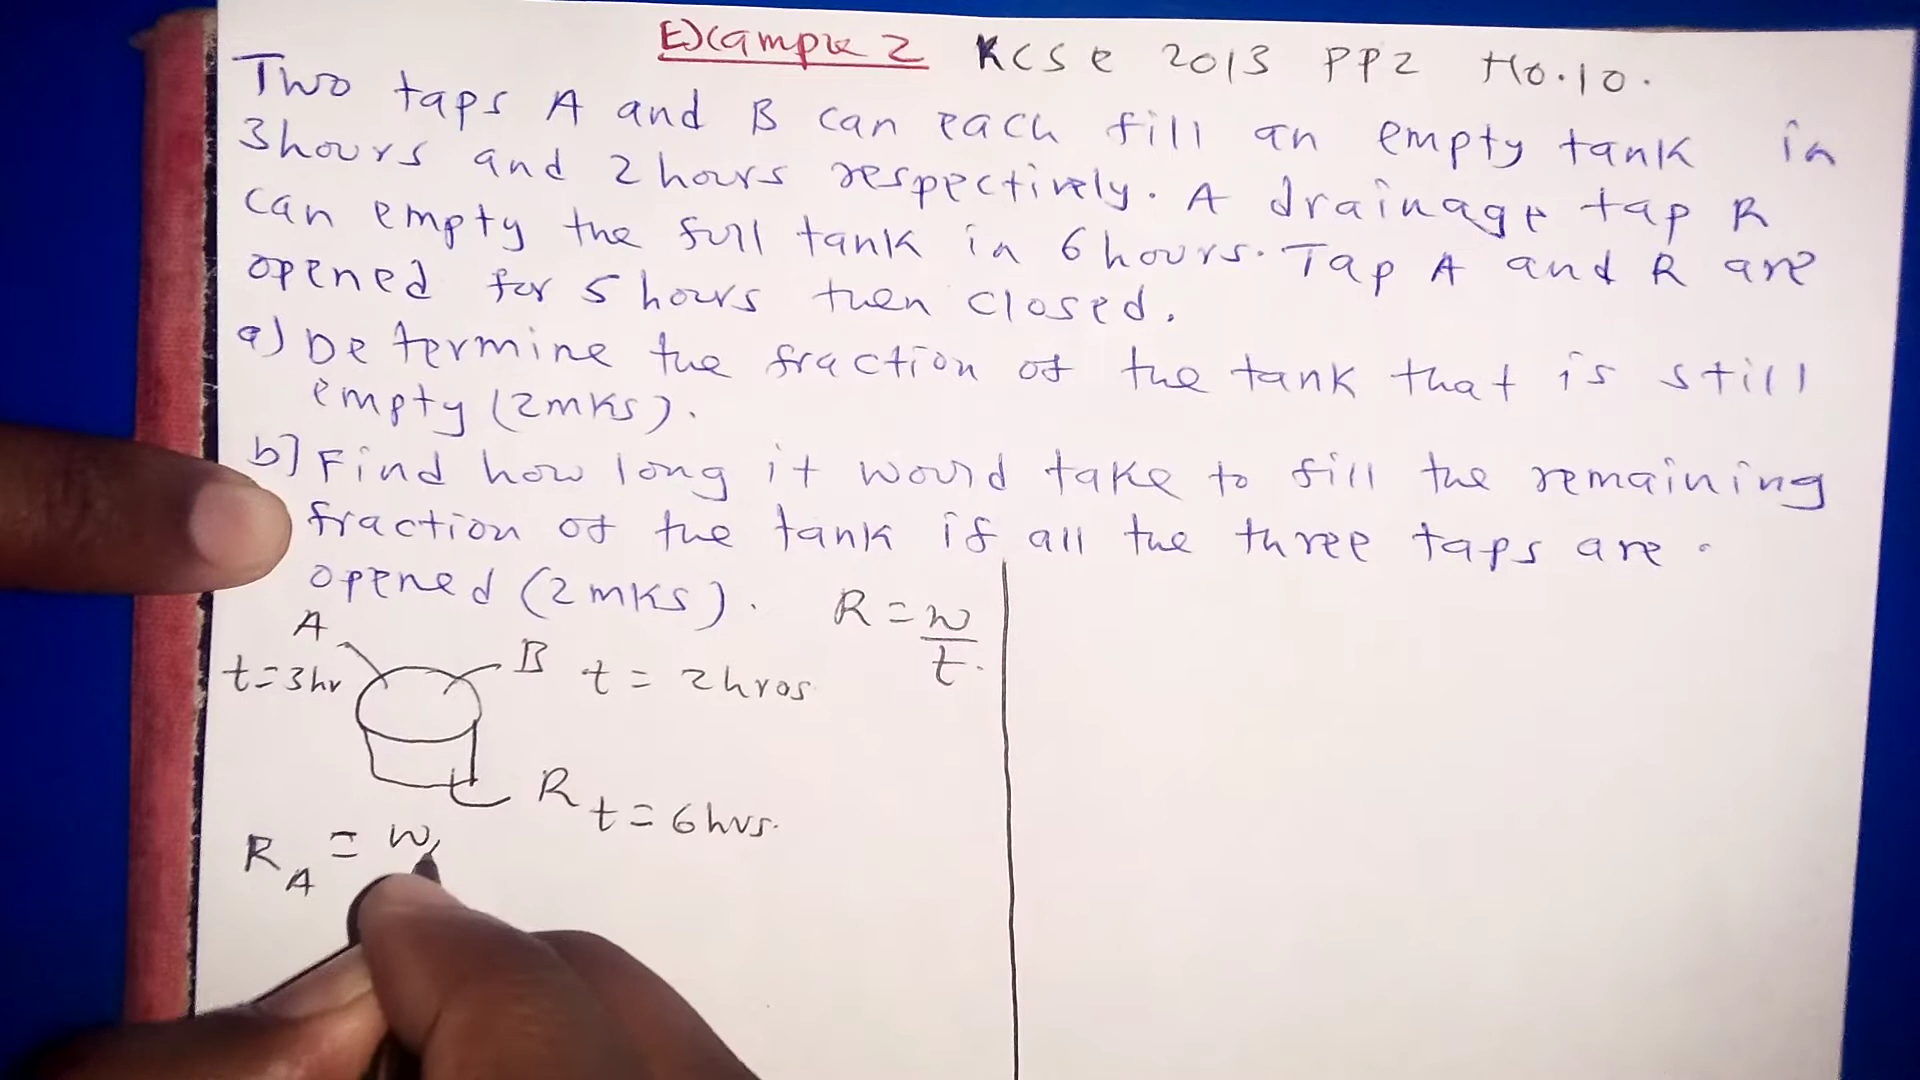 Example 2 KCSE 2013 PP2 No.10.
Two taps A and B can each fill an empty tank in
3hours and 2hours respectively. A drainage tap R
can empty the full tank in 6hours. Tap A and R are
opened for 5 hours then closed.
a) Determine the fraction of the tank that is still
empty (2mks).
b) Find how long it would take to fill the remaining
fraction of the tank if all the three taps are
opened (2mks).
R = w/t.
A
t=3hr
B t = 2hros
R t = 6hrs.
R_A = w